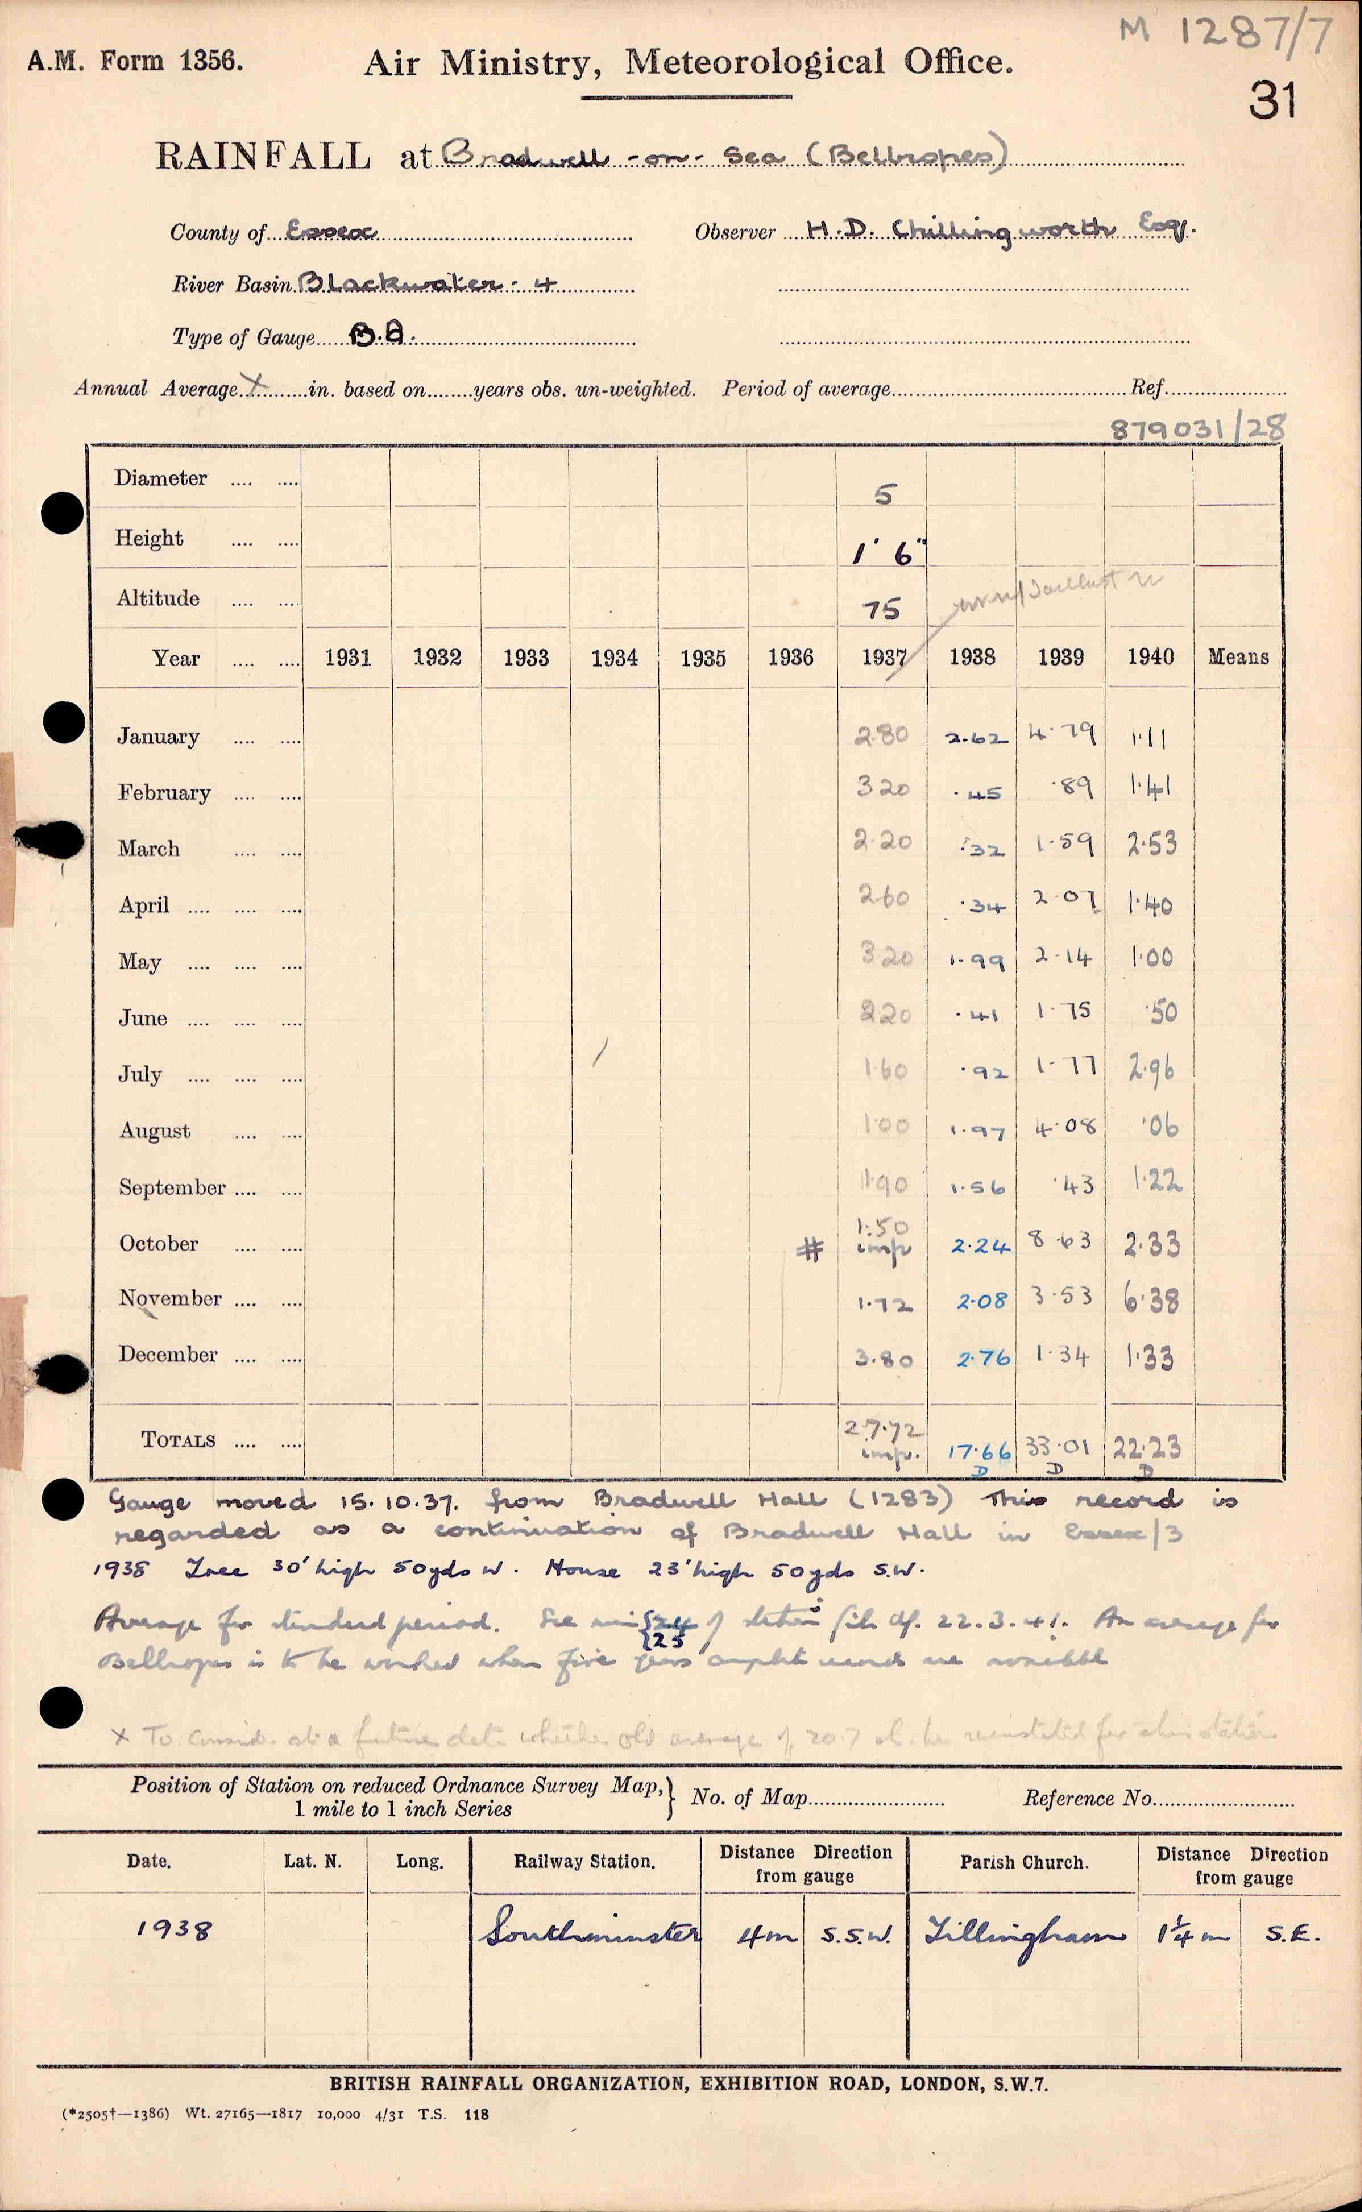 M 1287/7
A.M. Form 1356. Air Ministry, Meteorological Office.
31
RAINFALL at Bradwell-on-Sea (Bellropes)
County of Essex Observer H.D. Chillingworth Esq.
River Basin Blackwater. 4
Type of Gauge B.A.
Annual Average X in. based on years obs. un-weighted. Period of average Ref.
879031/28
Diameter 5
Height 1' 6"
Altitude 75
Year 1931 1932 1933 1934 1935 1936 1937 1938 1939 1940 Means
January 2.80 2.62 4.79 1.11
February 3 20 .45 .89 1.41
March 2.20 .32 1.59 2.53
April 2.60 .34 2.07 1.40
May 3 20 1.99 2.14 1.00
June 2 20 .41 1.75 .50
July 1.60 .92 1.77 2.96
August 1.00 1.97 4.08 .06
September 1.90 1.56 .43 1.22
October # 1.50 imp 2.24 8.63 2.33
November 1.72 2.08 3.53 6.38
December 3.80 2.76 1.34 1.33
TOTALS 27.72 imp. 17.66 D 33.01 D 22.23 D
Gauge moved 15.10.37. from Bradwell Hall (1283) This record is
regarded as a continuation of Bradwell Hall in Essex/3
1938 Tree 30' high 50yds W. House 23' high 50yds S.W.
Average for standard period. See min {24 of station file df. 22.3.41. An average for
25
Bellropes is to be worked when five years complete records are available
X To consider at a future date whether old average of 20.7 be reinstituted for this station
Position of Station on reduced Ordnance Survey Map,} No. of Map Reference No.
1 mile to 1 inch Series
Date. Lat. N. Long. Railway Station. Distance Direction from gauge Parish Church. Distance Direction from gauge
1938 Southminster 4m S.S.W. Tillingham 1¼ m S.E.
BRITISH RAINFALL ORGANIZATION, EXHIBITION ROAD, LONDON, S.W.7.
(*2505†—1386) Wt. 27165—1817 10,000 4/31 T.S. 118